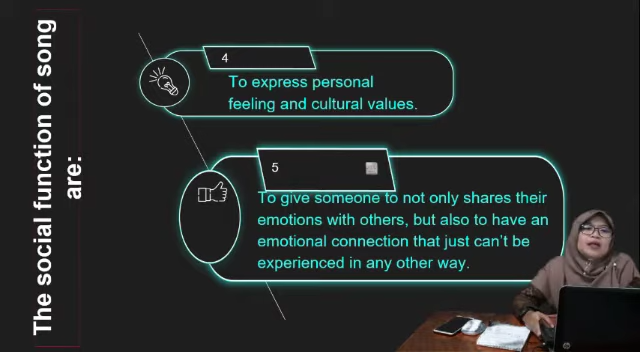 The social function of song
are:
4
To express personal
feeling and cultural values.
5
To give someone to not only shares their
emotions with others, but also to have an
emotional connection that just can't be
experienced in any other way.